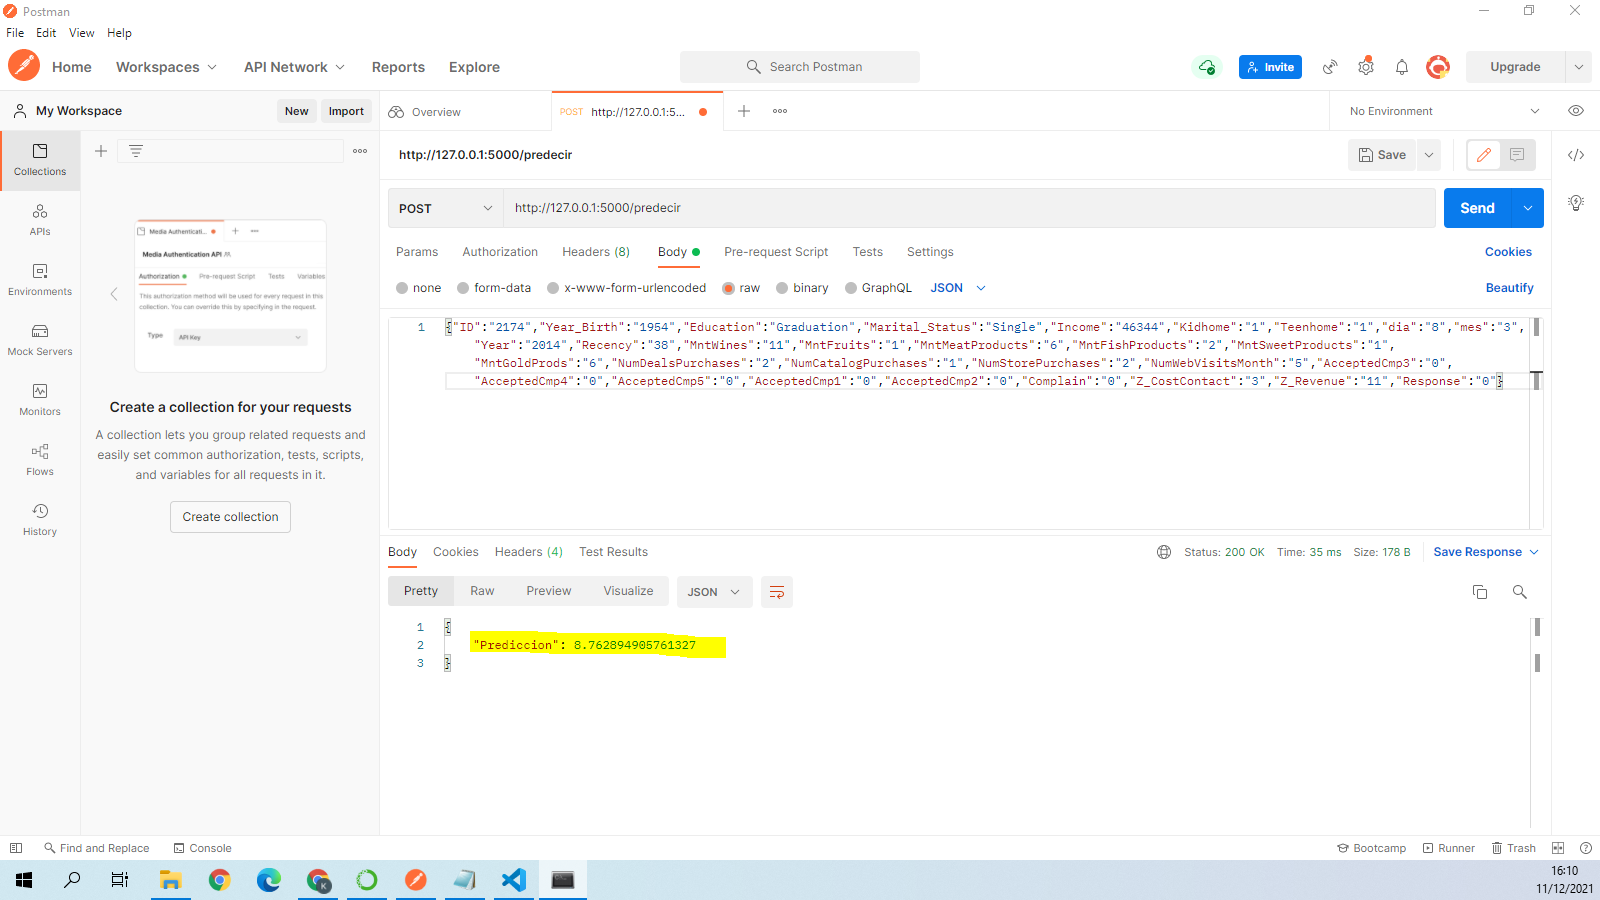 Postman
File Edit View Help
Home Workspaces API Network Reports Explore
Search Postman
Invite
Upgrade
My Workspace
New Import
Overview
POST http://127.0.0.1:5...
No Environment
Collections
APIs
Environments
Mock Servers
Monitors
Flows
History
Media Authenticati...
Media Authentication API
Authorization Pre-request Script Tests Variables
This authorization method will be used for every request in this
collection. You can override this by specifying in the request.
Type API Key
Create a collection for your requests
A collection lets you group related requests and
easily set common authorization, tests, scripts,
and variables for all requests in it.
Create collection
http://127.0.0.1:5000/predecir
Save
POST http://127.0.0.1:5000/predecir
Send
Params Authorization Headers (8) Body Pre-request Script Tests Settings
Cookies
none form-data x-www-form-urlencoded raw binary GraphQL JSON
Beautify
1 {"ID":"2174","Year_Birth":"1954","Education":"Graduation","Marital_Status":"Single","Income":"46344","Kidhome":"1","Teenhome":"1","dia":"8","mes":"3",
"Year":"2014","Recency":"38","MntWines":"11","MntFruits":"1","MntMeatProducts":"6","MntFishProducts":"2","MntSweetProducts":"1",
"MntGoldProds":"6","NumDealsPurchases":"2","NumCatalogPurchases":"1","NumStorePurchases":"2","NumWebVisitsMonth":"5","AcceptedCmp3":"0",
"AcceptedCmp4":"0","AcceptedCmp5":"0","AcceptedCmp1":"0","AcceptedCmp2":"0","Complain":"0","Z_CostContact":"3","Z_Revenue":"11","Response":"0"}
Body Cookies Headers (4) Test Results
Status: 200 OK Time: 35 ms Size: 178 B
Save Response
Pretty Raw Preview Visualize JSON
1 {
2 "Prediccion": 8.762894905761327
3 }
Find and Replace Console
Bootcamp Runner Trash
K
16:10
11/12/2021